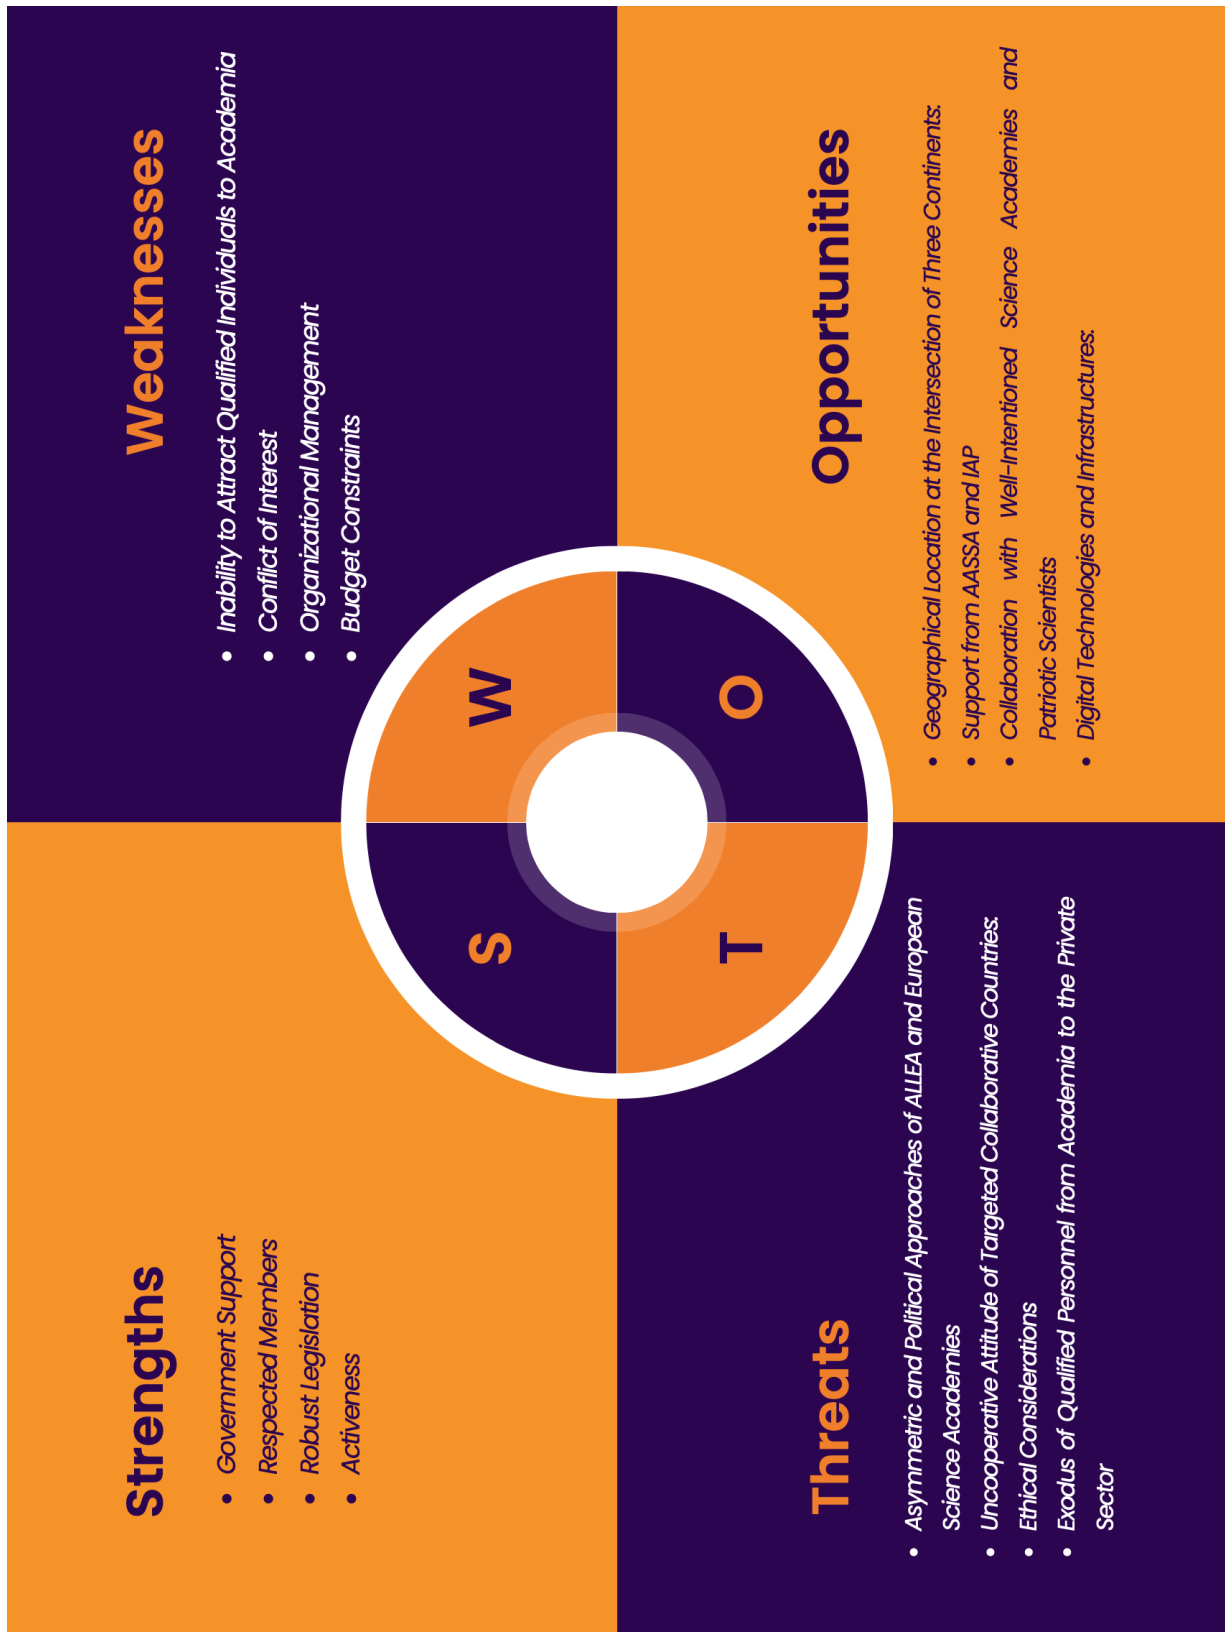 Strengths
• Government Support
• Respected Members
• Robust Legislation
• Activeness
Weaknesses
• Inability to Attract Qualified Individuals to Academia
• Conflict of Interest
• Organizational Management
• Budget Constraints
S
W
T
O
Threats
• Asymmetric and Political Approaches of ALLEA and European
Science Academies
• Uncooperative Attitude of Targeted Collaborative Countries:
• Ethical Considerations
• Exodus of Qualified Personnel from Academia to the Private
Sector
Opportunities
• Geographical Location at the Intersection of Three Continents:
• Support from AASSA and IAP
• Collaboration with Well-Intentioned Science Academies and
Patriotic Scientists
• Digital Technologies and Infrastructures: